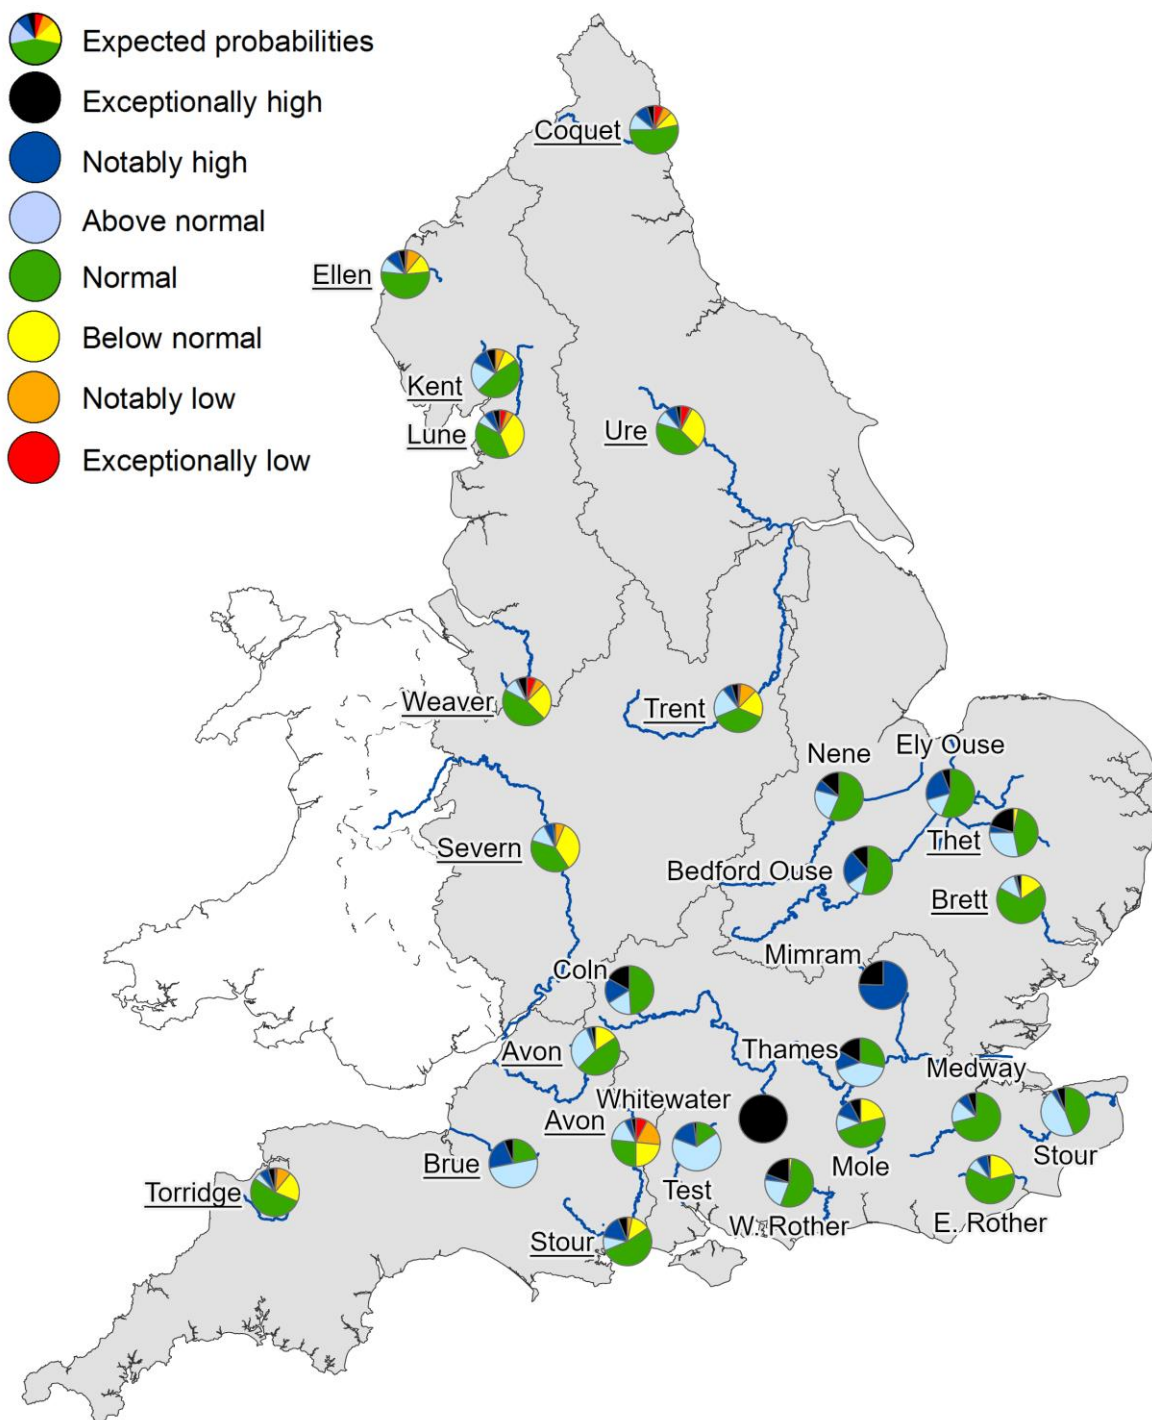 Expected probabilities
Exceptionally high
Notably high
Above normal
Normal
Below normal
Notably low
Exceptionally low
Coquet
Ellen
Kent
Lune
Ure
Weaver
Trent
Nene
Ely Ouse
Thet
Severn
Bedford Ouse
Brett
Mimram
Coln
Avon
Thames
Medway
Whitewater
Avon
Brue
Test
Mole
Stour
Torridge
W. Rother
E. Rother
Stour